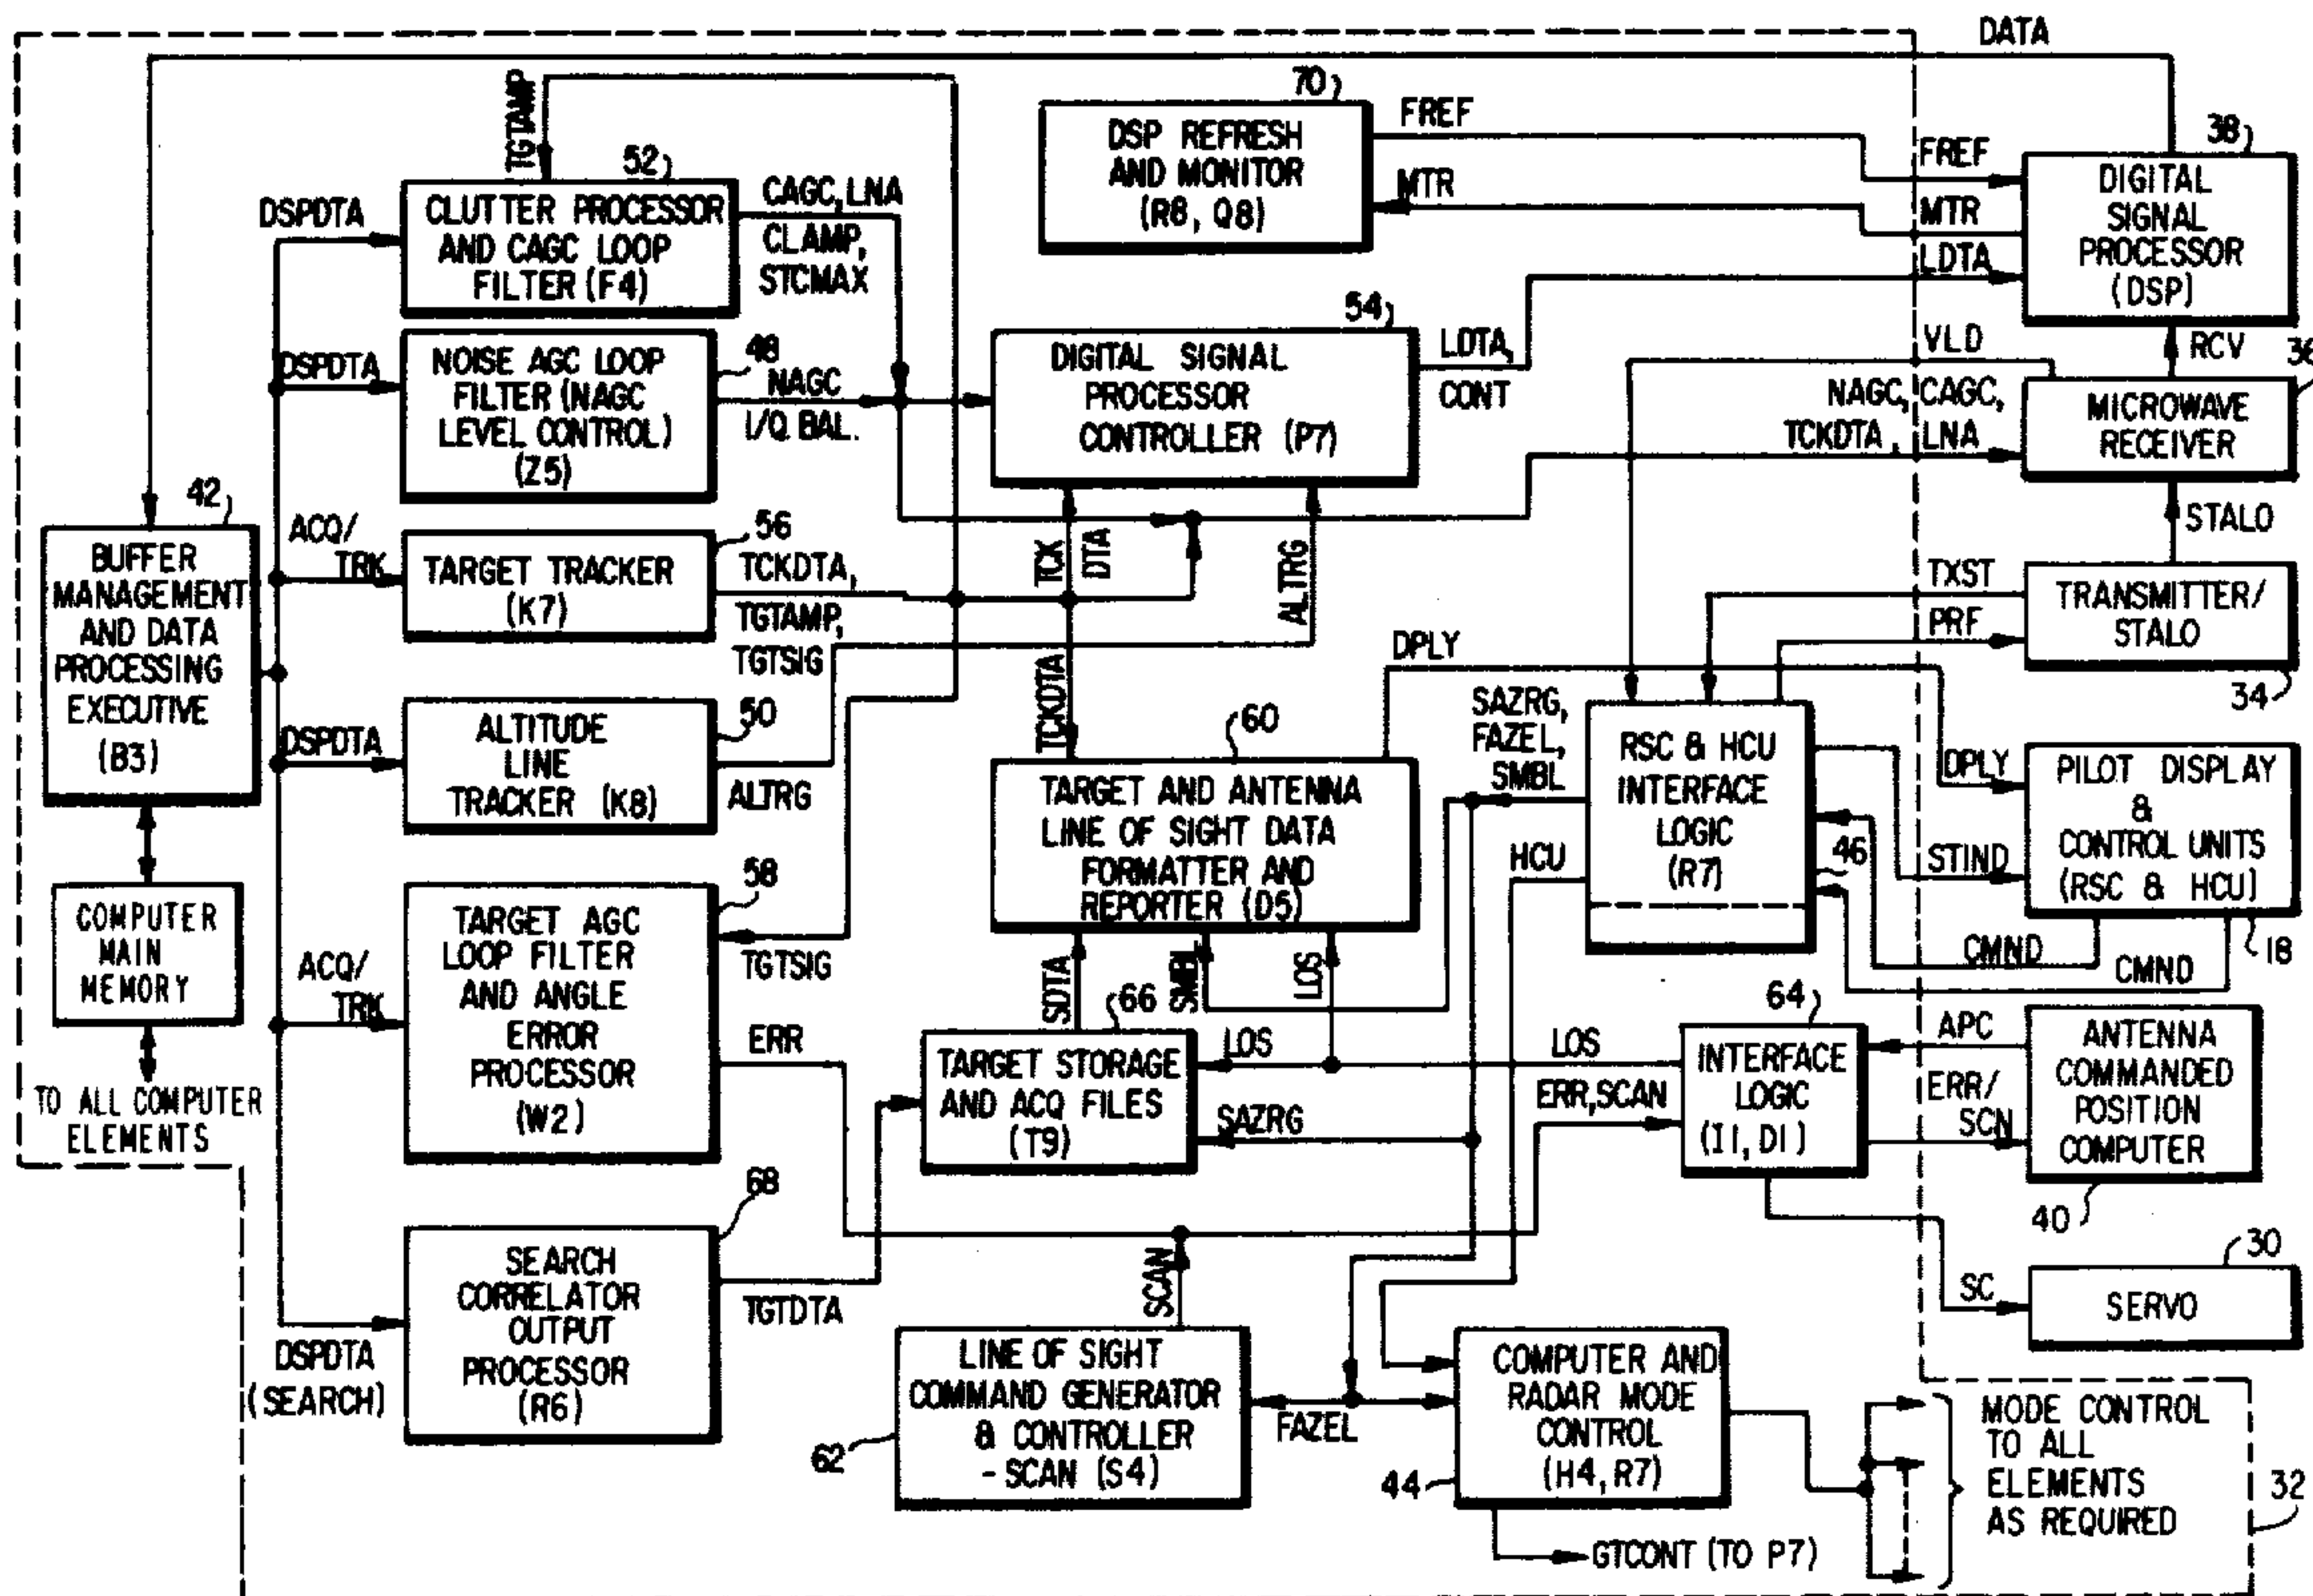 DATA
TGTAMP
70
DSP REFRESH
AND MONITOR
(R8, Q8)
FREF
MTR
FREF
MTR
LDTA
38
DIGITAL
SIGNAL
PROCESSOR
(DSP)
52
DSPDTA
CLUTTER PROCESSOR
AND CAGC LOOP
FILTER (F4)
CAGC, LNA
CLAMP,
STCMAX
DSPDTA
NOISE AGC LOOP
FILTER (NAGC
LEVEL CONTROL)
(Z5)
48
NAGC
I/Q BAL.
54
DIGITAL SIGNAL
PROCESSOR
CONTROLLER (P7)
LDTA,
CONT
VLD
RCV
36
NAGC, CAGC,
TCKDTA, LNA
MICROWAVE
RECEIVER
STALO
42
BUFFER
MANAGEMENT
AND DATA
PROCESSING
EXECUTIVE
(B3)
ACQ/
TRK
TARGET TRACKER
(K7)
56
TCKDTA,
TGTAMP,
TGTSIG
TCK
DTA
ALTRG
TCKDTA
DPLY
TXST
PRF
TRANSMITTER/
STALO
34
DSPDTA
ALTITUDE
LINE
TRACKER (K8)
50
ALTRG
60
TARGET AND ANTENNA
LINE OF SIGHT DATA
FORMATTER AND
REPORTER (D5)
SAZRG,
FAZEL,
SMBL
HCU
RSC & HCU
INTERFACE
LOGIC
(R7)
46
DPLY
STIND
PILOT DISPLAY
&
CONTROL UNITS
(RSC & HCU)
18
CMND
CMND
COMPUTER
MAIN
MEMORY
TO ALL COMPUTER
ELEMENTS
ACQ/
TRK
TARGET AGC
LOOP FILTER
AND ANGLE
ERROR
PROCESSOR
(W2)
58
TGTSIG
ERR
SDTA
SMBL
LOS
66
TARGET STORAGE
AND ACQ FILES
(T9)
LOS
SAZRG
LOS
ERR,SCAN
64
INTERFACE
LOGIC
(I1, D1)
APC
ERR/
SCN
ANTENNA
COMMANDED
POSITION
COMPUTER
40
DSPDTA
(SEARCH)
SEARCH
CORRELATOR
OUTPUT
PROCESSOR
(R6)
68
TGTDTA
SCAN
SC
30
SERVO
LINE OF SIGHT
COMMAND GENERATOR
& CONTROLLER
- SCAN (S4)
62
FAZEL
COMPUTER AND
RADAR MODE
CONTROL
(H4, R7)
44
GTCONT (TO P7)
MODE CONTROL
TO ALL
ELEMENTS
AS REQUIRED
32